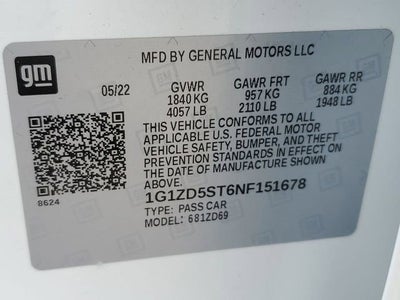 gm
MFD BY GENERAL MOTORS LLC
05/22 GVWR GAWR FRT GAWR RR
1840 KG 957 KG 884 KG
4057 LB 2110 LB 1948 LB
THIS VEHICLE CONFORMS TO ALL
APPLICABLE U.S. FEDERAL MOTOR
VEHICLE SAFETY, BUMPER, AND THEFT
PREVENTION STANDARDS IN EFFECT ON
THE DATE OF MANUFACTURE SHOWN
ABOVE.
1G1ZD5ST6NF151678
TYPE: PASS CAR
MODEL: 681ZD69
8624